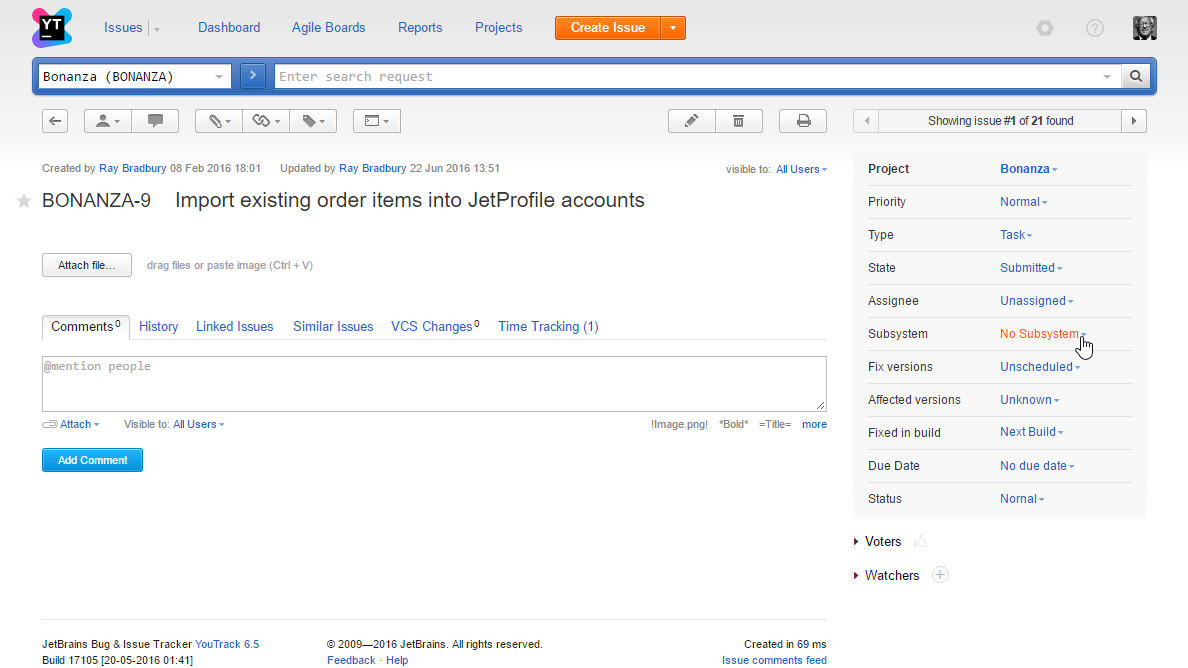 YT
Issues Dashboard Agile Boards Reports Projects Create Issue
Bonanza (BONANZA) Enter search request
Showing issue #1 of 21 found
Created by Ray Bradbury 08 Feb 2016 18:01 Updated by Ray Bradbury 22 Jun 2016 13:51 visible to: All Users
BONANZA-9 Import existing order items into JetProfile accounts
Attach file... drag files or paste image (Ctrl + V)
Comments 0 History Linked Issues Similar Issues VCS Changes 0 Time Tracking (1)
@mention people
Attach Visible to: All Users !Image.png! *Bold* =Title= more
Add Comment
Project Bonanza
Priority Normal
Type Task
State Submitted
Assignee Unassigned
Subsystem No Subsystem
Fix versions Unscheduled
Affected versions Unknown
Fixed in build Next Build
Due Date No due date
Status Nornal
Voters
Watchers
JetBrains Bug & Issue Tracker YouTrack 6.5 © 2009—2016 JetBrains. All rights reserved. Created in 69 ms
Build 17105 [20-05-2016 01:41] Feedback · Help Issue comments feed